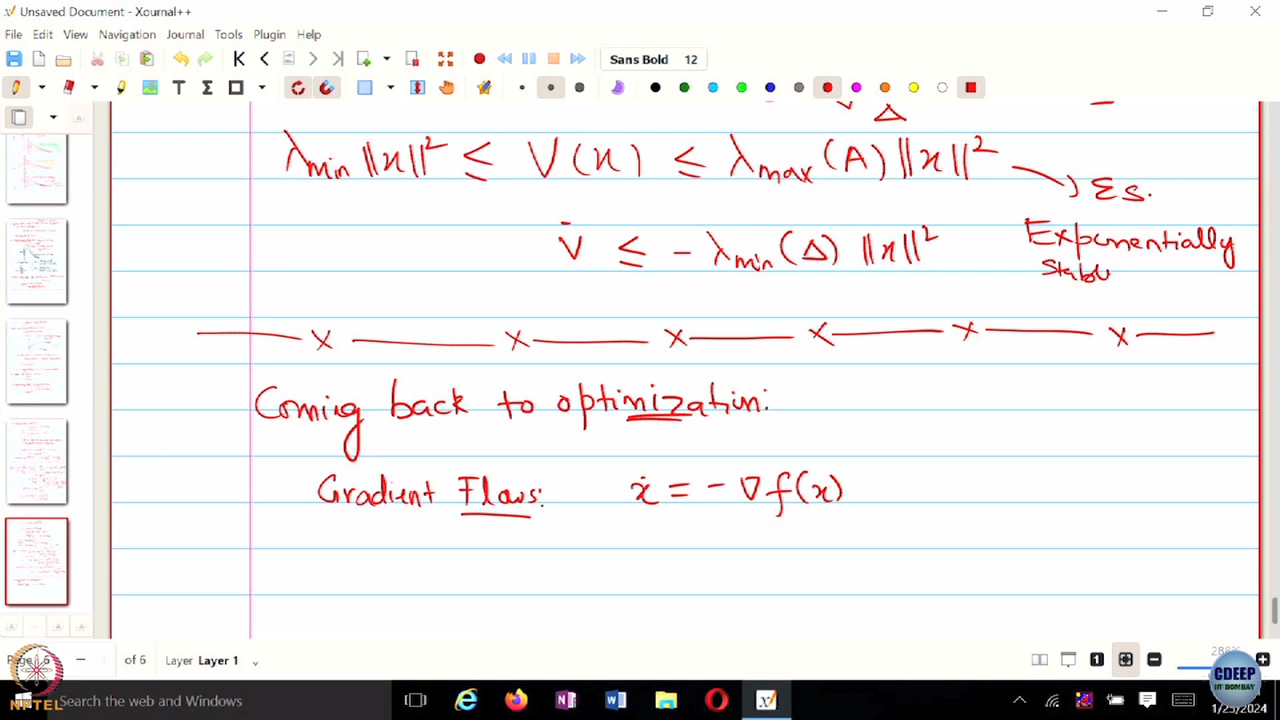 Unsaved Document - Xournal++
File Edit View Navigation Journal Tools Plugin Help
Sans Bold 12
Δ
λmin ||x||² ≤ V(x) ≤ λmax(A) ||x||²
ES.
V̇ ≤ - λmin(Δ) ||x||²
Exponentially
Stable
Coming back to optimization:
Gradient Flows: ẋ = - ∇f(x)
of 6 Layer Layer 1
288%
CDEEP
IIT BOMBAY
NPTEL
Search the web and Windows
1/25/2024